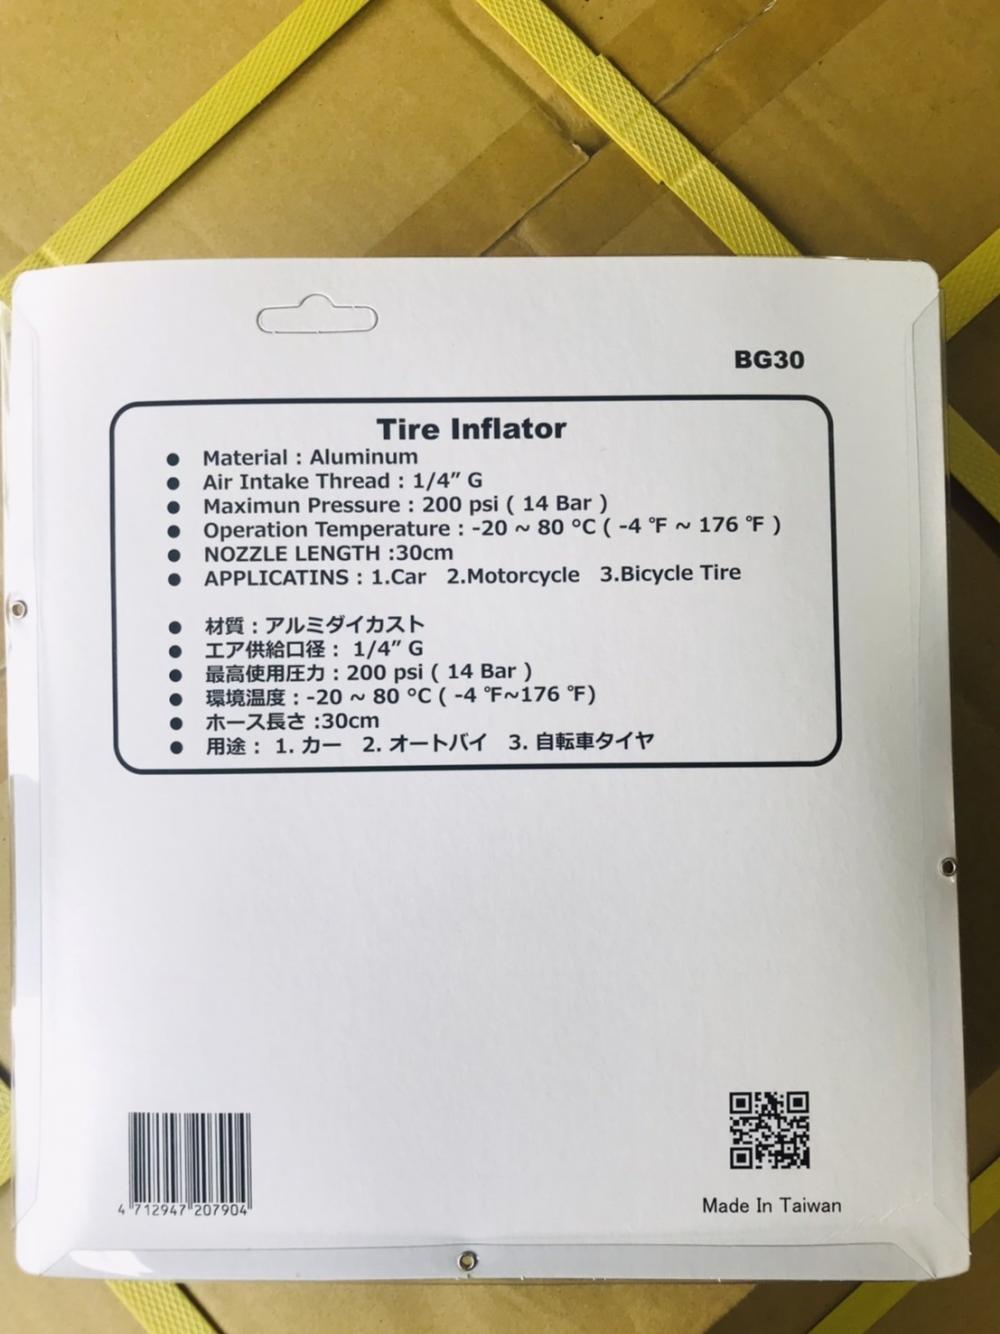 BG30
Tire Inflator
● Material : Aluminum
● Air Intake Thread : 1/4” G
● Maximun Pressure : 200 psi ( 14 Bar )
● Operation Temperature : -20 ~ 80 °C ( -4 °F ~ 176 °F )
● NOZZLE LENGTH :30cm
● APPLICATINS : 1.Car 2.Motorcycle 3.Bicycle Tire
● 材質 : アルミダイカスト
● エア供給口径 : 1/4” G
● 最高使用圧力 : 200 psi ( 14 Bar )
● 環境温度 : -20 ~ 80 °C ( -4 °F~176 °F)
● ホース長さ :30cm
● 用途 : 1. カー 2. オートバイ 3. 自転車タイヤ
4 712947 207904
Made In Taiwan